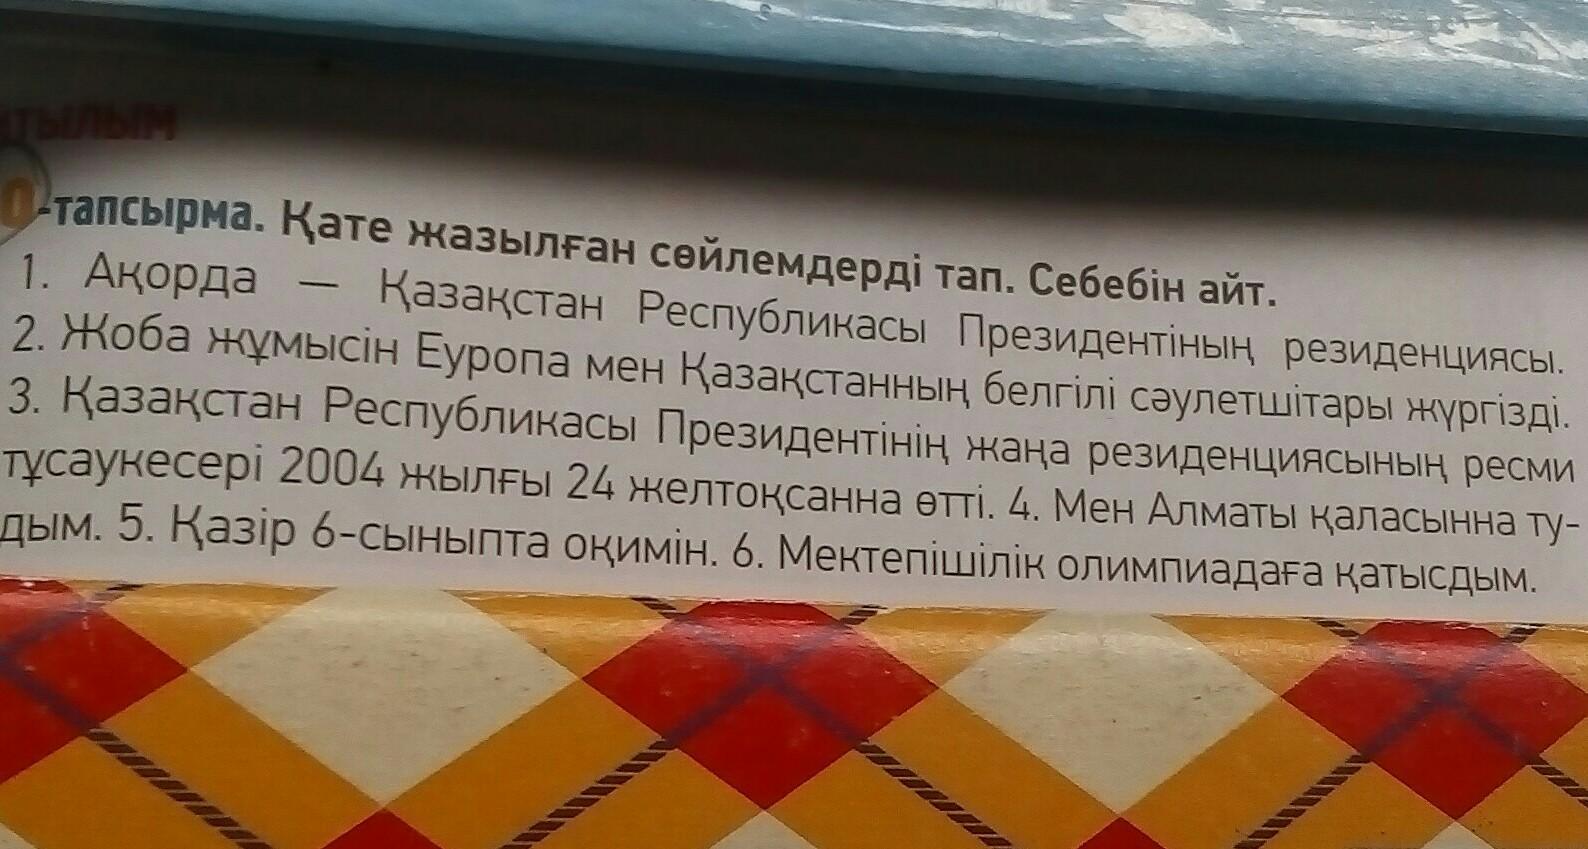 -тапсырма. Қате жазылған сөйлемдерді тап. Себебін айт.
1. Ақорда — Қазақстан Республикасы Президентіның резиденциясы.
2. Жоба жұмысін Еуропа мен Қазақстанның белгілі сәулетшітары жүргізді.
3. Қазақстан Республикасы Президентінің жаңа резиденциясының ресми
тұсаукесері 2004 жылғы 24 желтоқсанна өтті. 4. Мен Алматы қаласынна ту-
дым. 5. Қазір 6-сыныпта оқимін. 6. Мектепішілік олимпиадаға қатысдым.